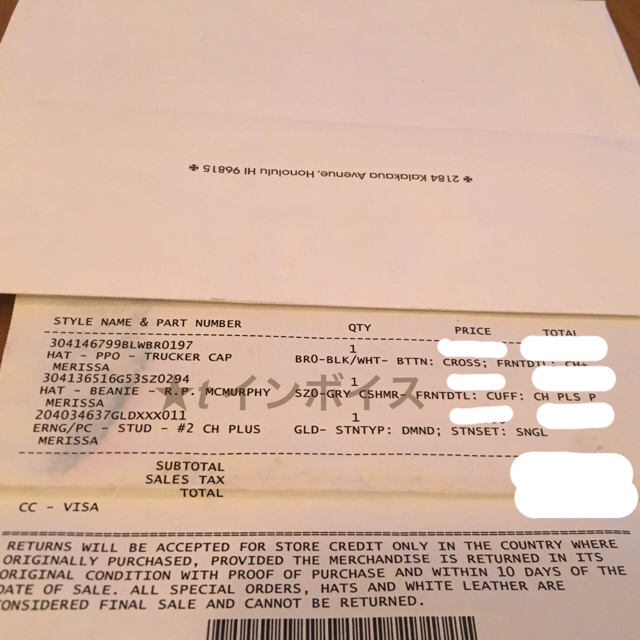 ✠ 2184 Kalakaua Avenue, Honolulu HI 96815 ✠
STYLE NAME & PART NUMBER QTY PRICE TOTAL
304146799BLWBR0197 1
HAT - PPO - TRUCKER CAP BRO-BLK/WHT- BTTN: CROSS; FRNTDTL: CH+
MERISSA
304136516G53SZ0294 1
HAT - BEANIE - R.P. MCMURPHY SZO-GRY CSHMR- FRNTDTL: CUFF: CH PLS P
MERISSA
204034637GLDXXX011 1
ERNG/PC - STUD - #2 CH PLUS GLD- STNTYP: DMND; STNSET: SNGL
MERISSA
インボイス
SUBTOTAL
SALES TAX
TOTAL
CC - VISA
RETURNS WILL BE ACCEPTED FOR STORE CREDIT ONLY IN THE COUNTRY WHERE
ORIGINALLY PURCHASED, PROVIDED THE MERCHANDISE IS RETURNED IN ITS
ORIGINAL CONDITION WITH PROOF OF PURCHASE AND WITHIN 10 DAYS OF THE
DATE OF SALE. ALL SPECIAL ORDERS, HATS AND WHITE LEATHER ARE
CONSIDERED FINAL SALE AND CANNOT BE RETURNED.